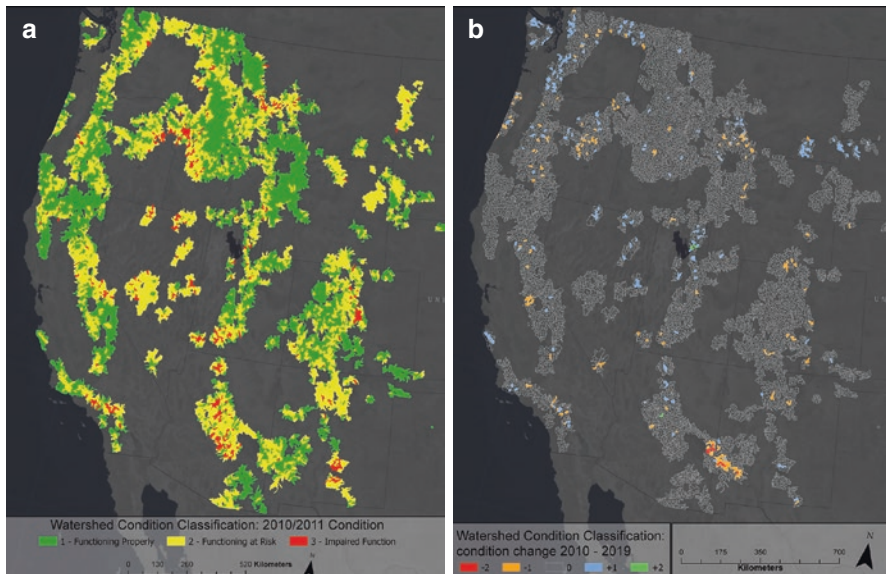 a
b
Watershed Condition Classification: 2010/2011 Condition
1 - Functioning Properly 2 - Functioning at Risk 3 - Impaired Function
N
0 130 260 520 Kilometers
U N
Watershed Condition Classification:
condition change 2010 - 2019
-2 -1 0 +1 +2
0 175 350 700
Kilometers
N